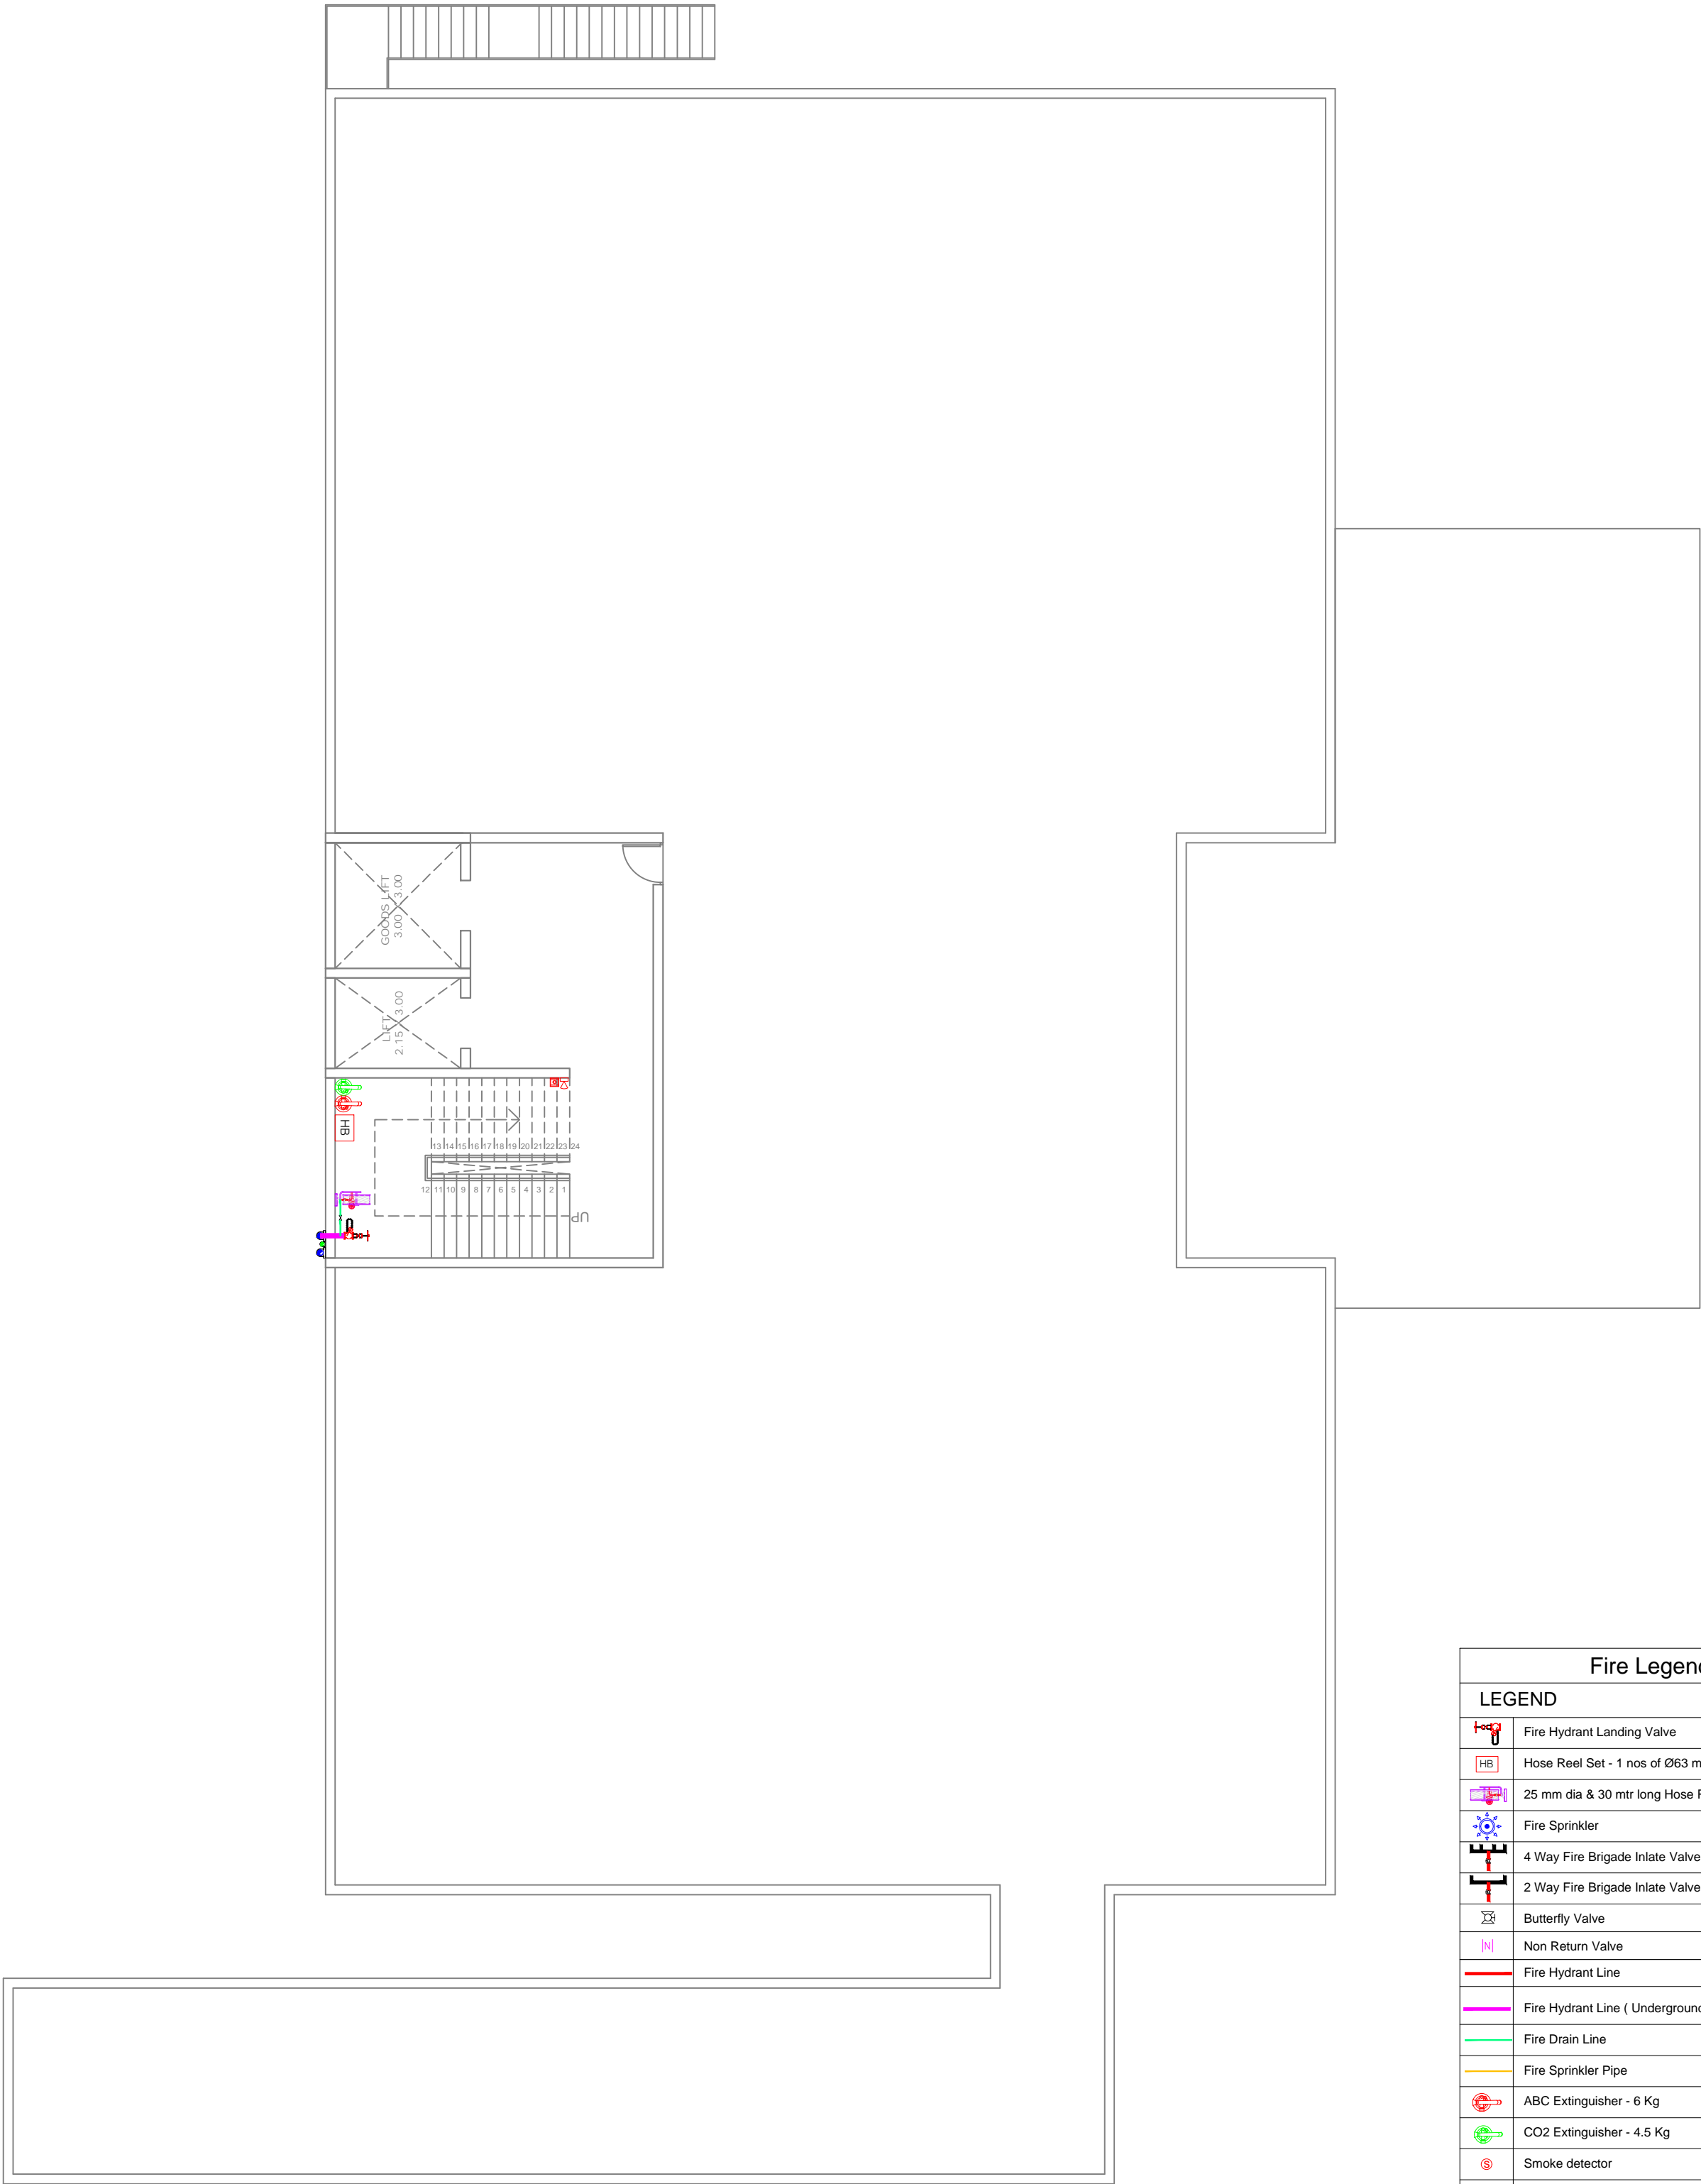 GOODS LIFT
3.00 X 3.00
LIFT
2.15 X 3.00
HB
13 14 15 16 17 18 19 20 21 22 23 24
12 11 10 9 8 7 6 5 4 3 2 1
UP
Fire Legend
LEGEND
Fire Hydrant Landing Valve
HB Hose Reel Set - 1 nos of Ø63 m
25 mm dia & 30 mtr long Hose
Fire Sprinkler
4 Way Fire Brigade Inlate Valve
2 Way Fire Brigade Inlate Valve
Butterfly Valve
N Non Return Valve
Fire Hydrant Line
Fire Hydrant Line ( Underground
Fire Drain Line
Fire Sprinkler Pipe
ABC Extinguisher - 6 Kg
CO2 Extinguisher - 4.5 Kg
S Smoke detector